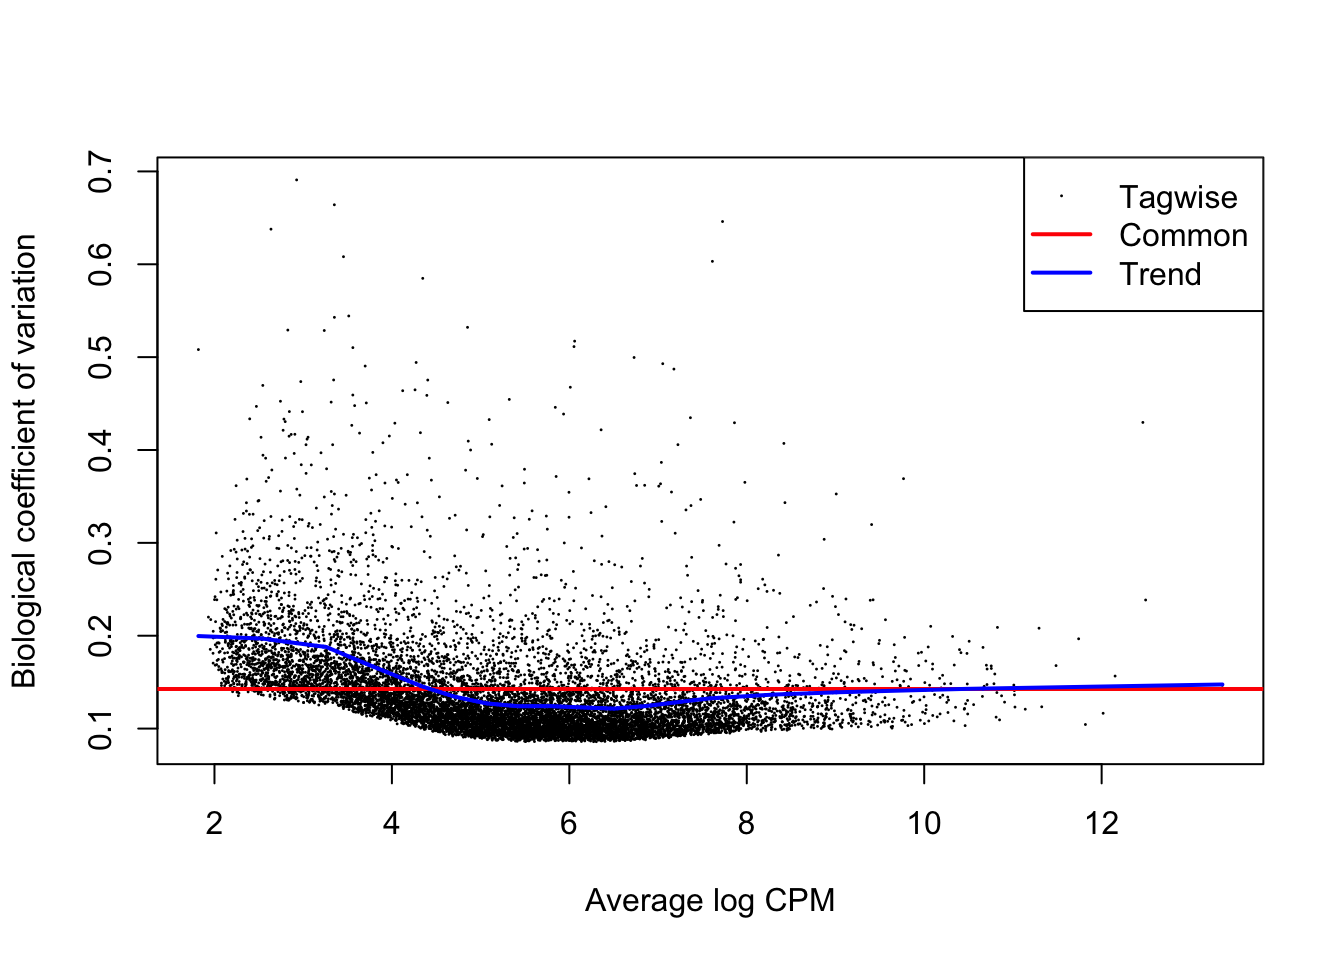 Tagwise
Common
Trend
Biological coefficient of variation
0.7
0.6
0.5
0.4
0.3
0.2
0.1
2 4 6 8 10 12
Average log CPM